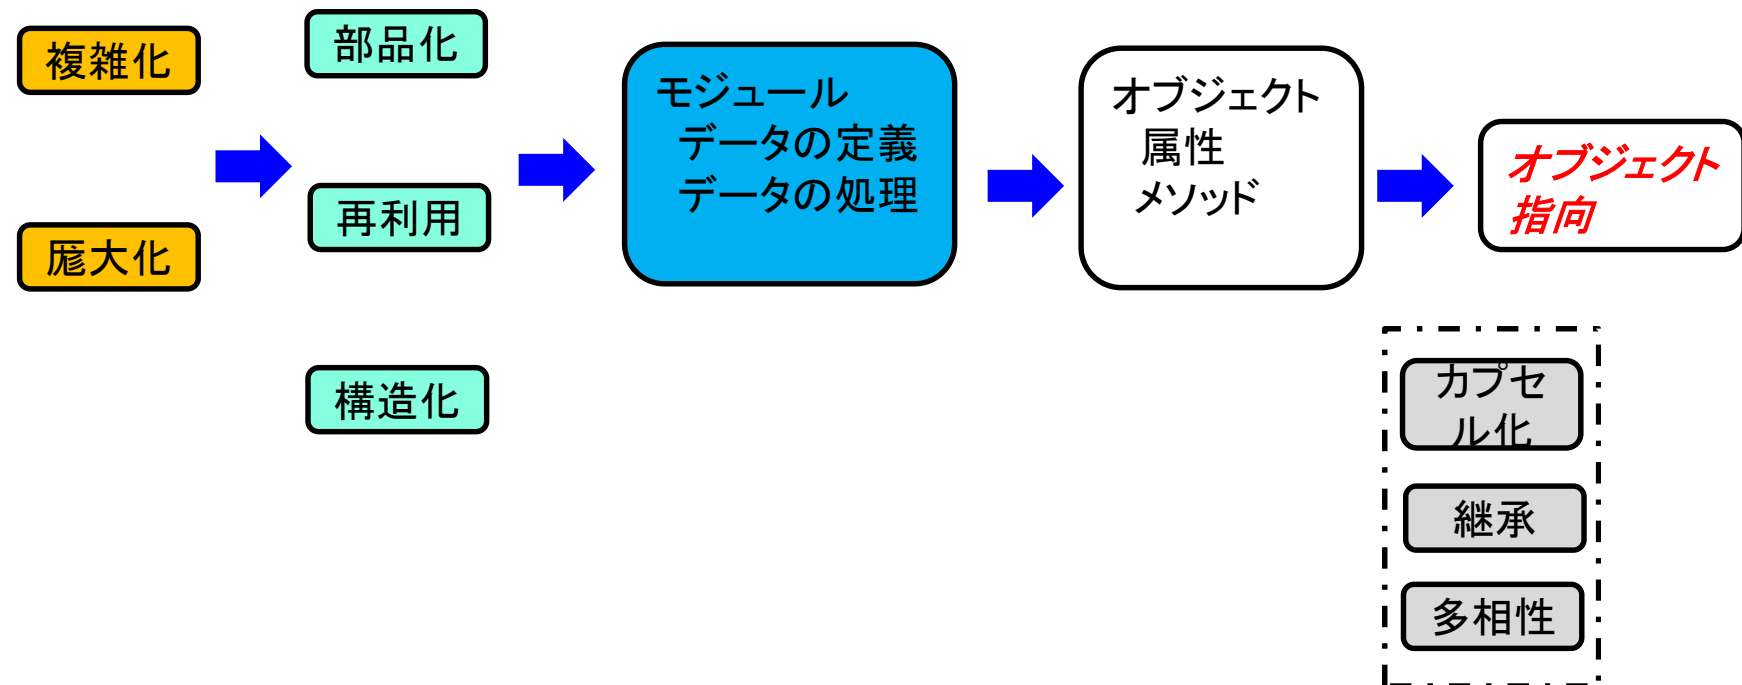 複雑化
厖大化
部品化
再利用
構造化
モジュール
データの定義
データの処理
オブジェクト
属性
メソッド
オブジェクト
指向
カプセ
ル化
継承
多相性